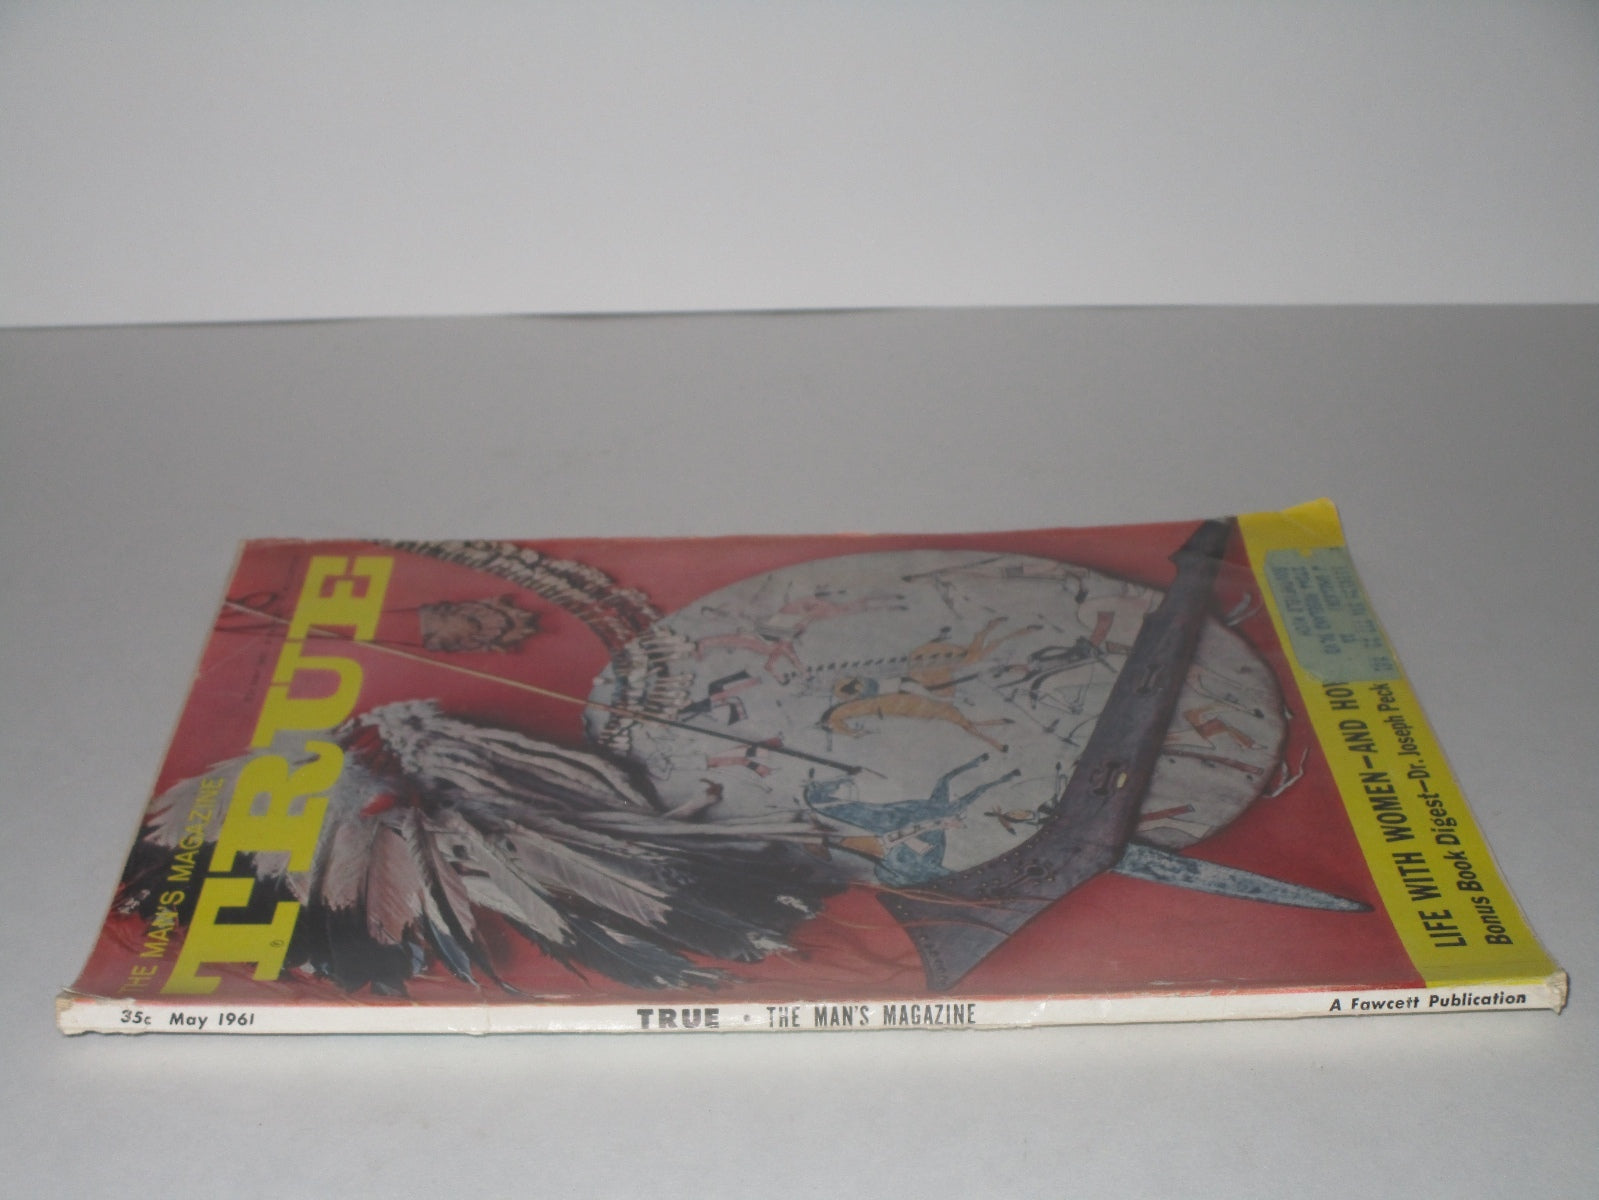 THE MAN'S MAGAZINE
TRUE
®
LIFE WITH WOMEN—AND HOW
Bonus Book Digest—Dr. Joseph Peck
35c May 1961
TRUE • THE MAN'S MAGAZINE
A Fawcett Publication